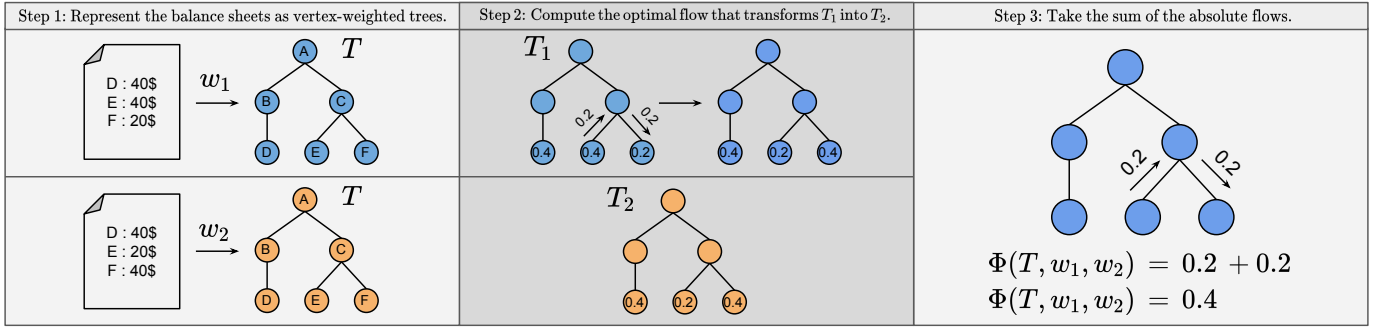 Step 1: Represent the balance sheets as vertex-weighted trees.
Step 2: Compute the optimal flow that transforms T₁ into T₂.
Step 3: Take the sum of the absolute flows.
D : 40$
E : 40$
F : 20$
w₁
T
A
B C
D E F
T₁
0.2 0.2
0.4 0.4 0.2
0.4 0.2 0.4
D : 40$
E : 20$
F : 40$
w₂
T
A
B C
D E F
T₂
0.4 0.2 0.4
0.2 0.2
Φ(T, w₁, w₂) = 0.2 + 0.2
Φ(T, w₁, w₂) = 0.4